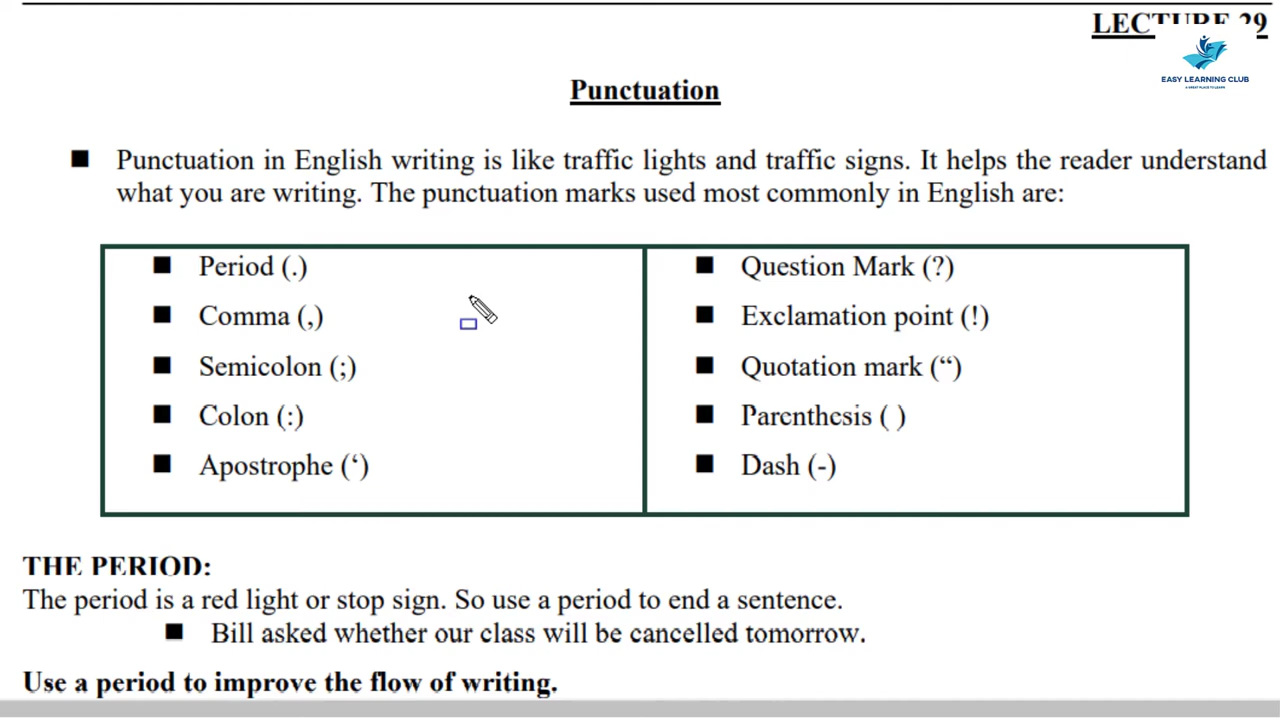 LECTURE 29
EASY LEARNING CLUB
A GREAT PLACE TO LEARN
Punctuation
■ Punctuation in English writing is like traffic lights and traffic signs. It helps the reader understand
what you are writing. The punctuation marks used most commonly in English are:
■ Period (.)
■ Comma (,)
■ Semicolon (;)
■ Colon (:)
■ Apostrophe (‘)
■ Question Mark (?)
■ Exclamation point (!)
■ Quotation mark (“)
■ Parenthesis ( )
■ Dash (-)
THE PERIOD:
The period is a red light or stop sign. So use a period to end a sentence.
■ Bill asked whether our class will be cancelled tomorrow.
Use a period to improve the flow of writing.